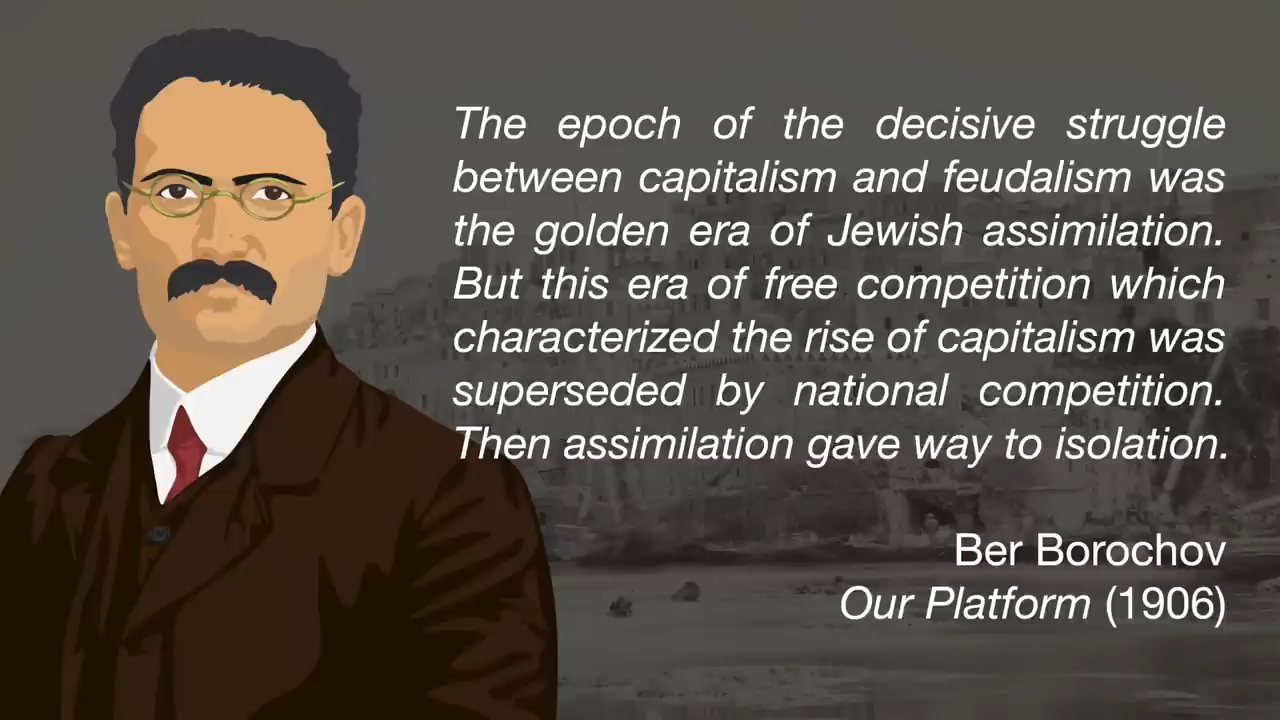 The epoch of the decisive struggle
between capitalism and feudalism was
the golden era of Jewish assimilation.
But this era of free competition which
characterized the rise of capitalism was
superseded by national competition.
Then assimilation gave way to isolation.
Ber Borochov
Our Platform (1906)